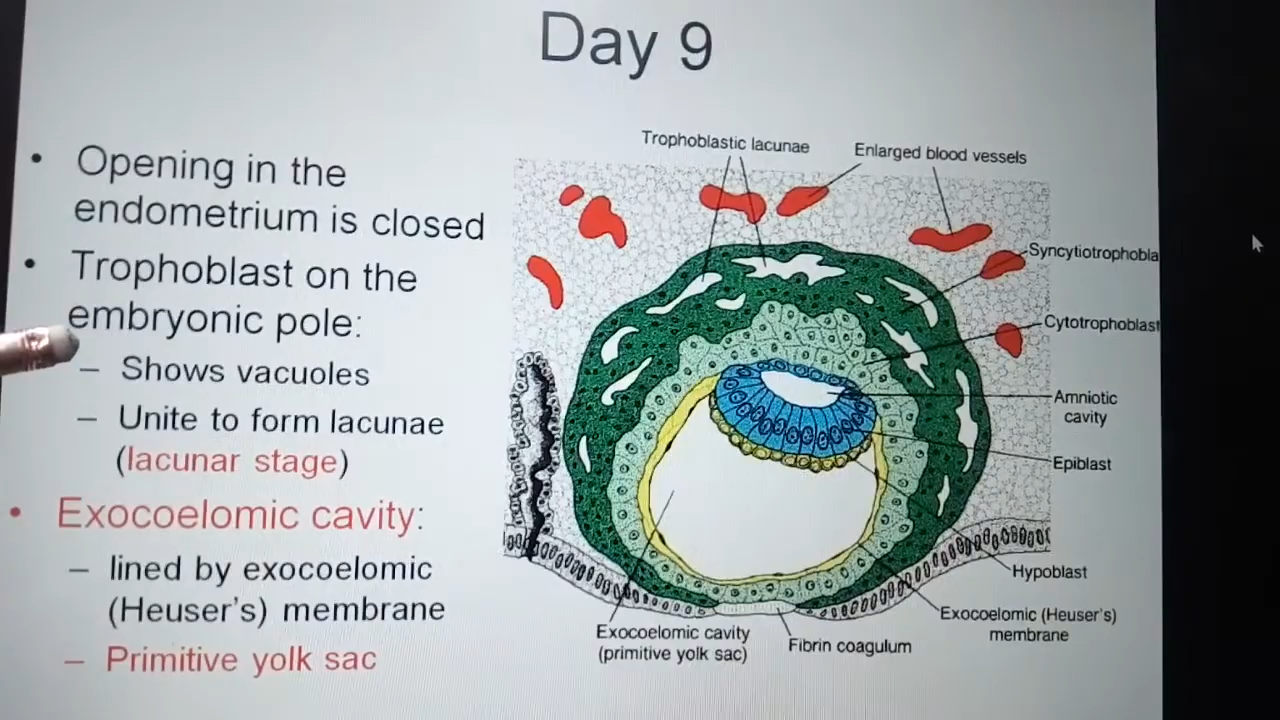 Day 9
• Opening in the
endometrium is closed
• Trophoblast on the
embryonic pole:
– Shows vacuoles
– Unite to form lacunae
(lacunar stage)
• Exocoelomic cavity:
– lined by exocoelomic
(Heuser's) membrane
– Primitive yolk sac
Trophoblastic lacunae
Enlarged blood vessels
Syncytiotrophobla
Cytotrophoblast
Amniotic
cavity
Epiblast
Hypoblast
Exocoelomic (Heuser's)
membrane
Fibrin coagulum
Exocoelomic cavity
(primitive yolk sac)